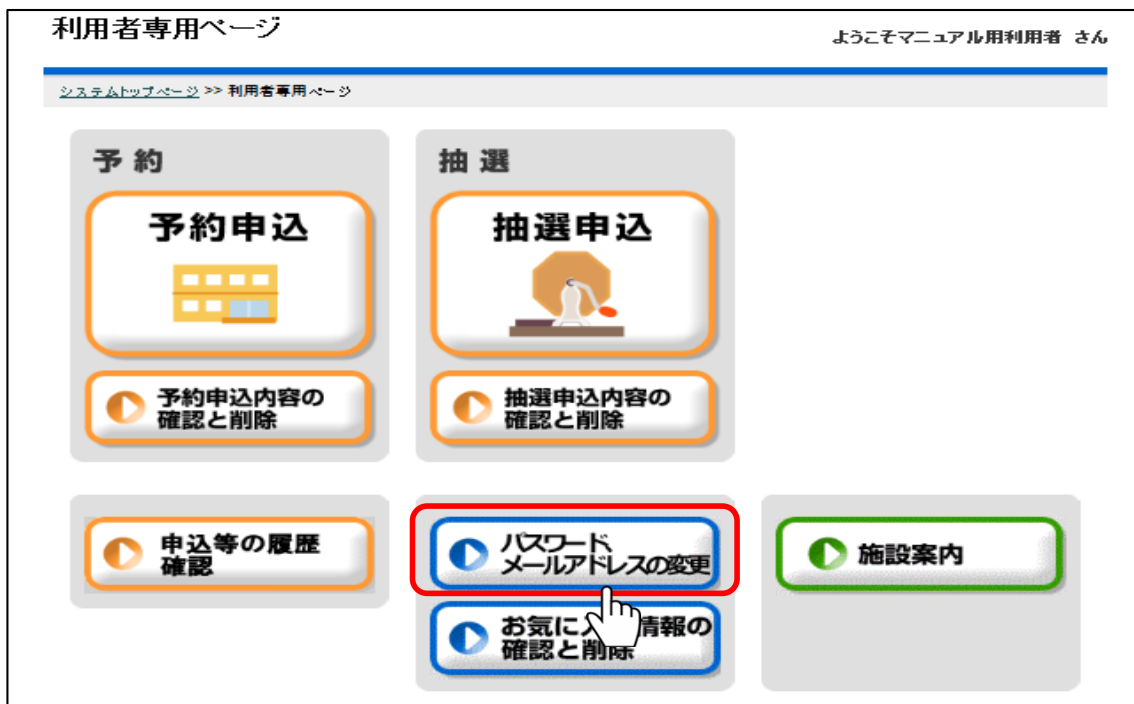 利用者専用ページ
ようこそマニュアル用利用者 さん
システムトップページ >> 利用者専用ページ
予約
抽選
予約申込
抽選申込
予約申込内容の
確認と削除
抽選申込内容の
確認と削除
申込等の履歴
確認
パスワード
メールアドレスの変更
施設案内
お気に 情報の
確認と削除